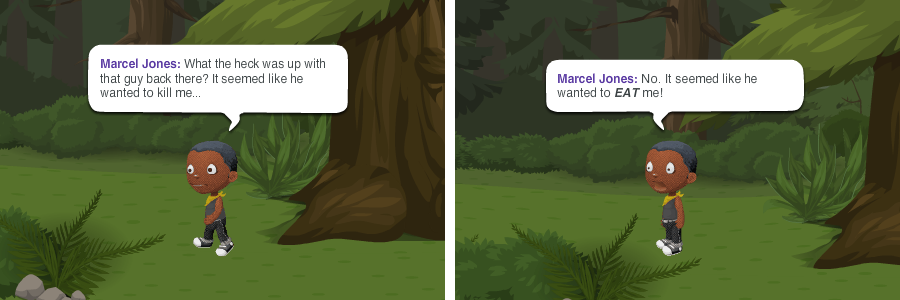 Marcel Jones: What the heck was up with
that guy back there? It seemed like he
wanted to kill me...
Marcel Jones: No. It seemed like he
wanted to EAT me!